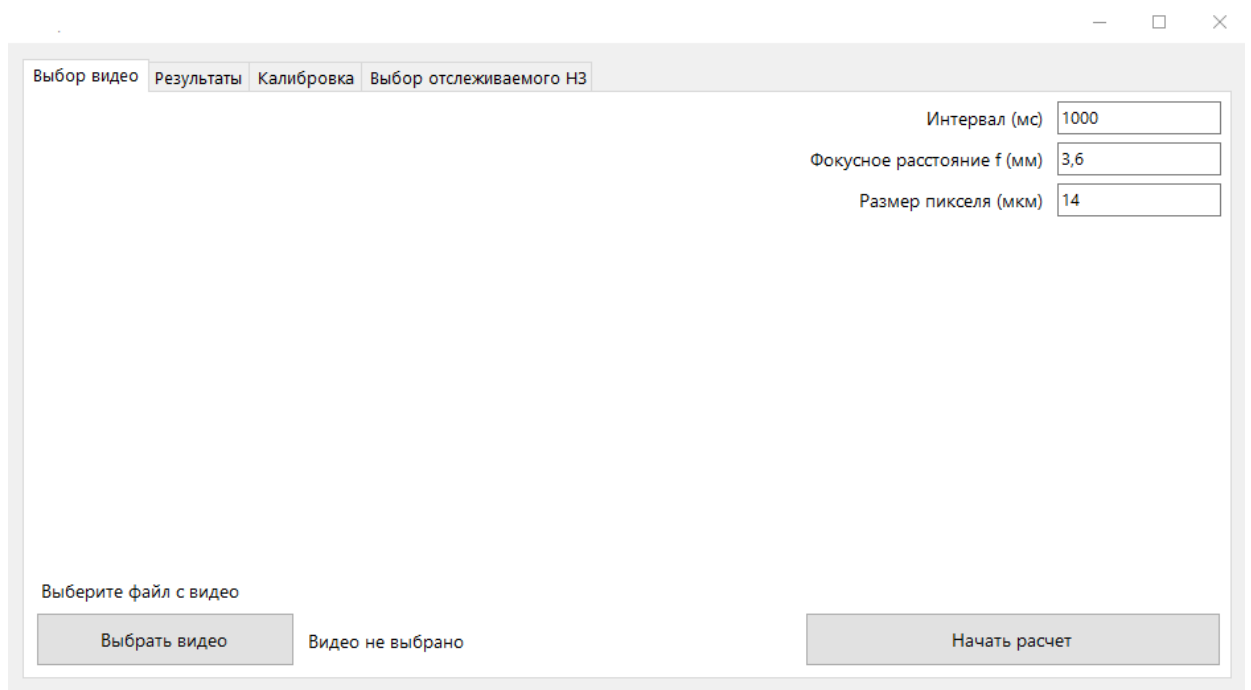 Выбор видео Результаты Калибровка Выбор отслеживаемого НЗ
Интервал (мс) 1000
Фокусное расстояние f (мм) 3,6
Размер пикселя (мкм) 14
Выберите файл с видео
Выбрать видео Видео не выбрано Начать расчет